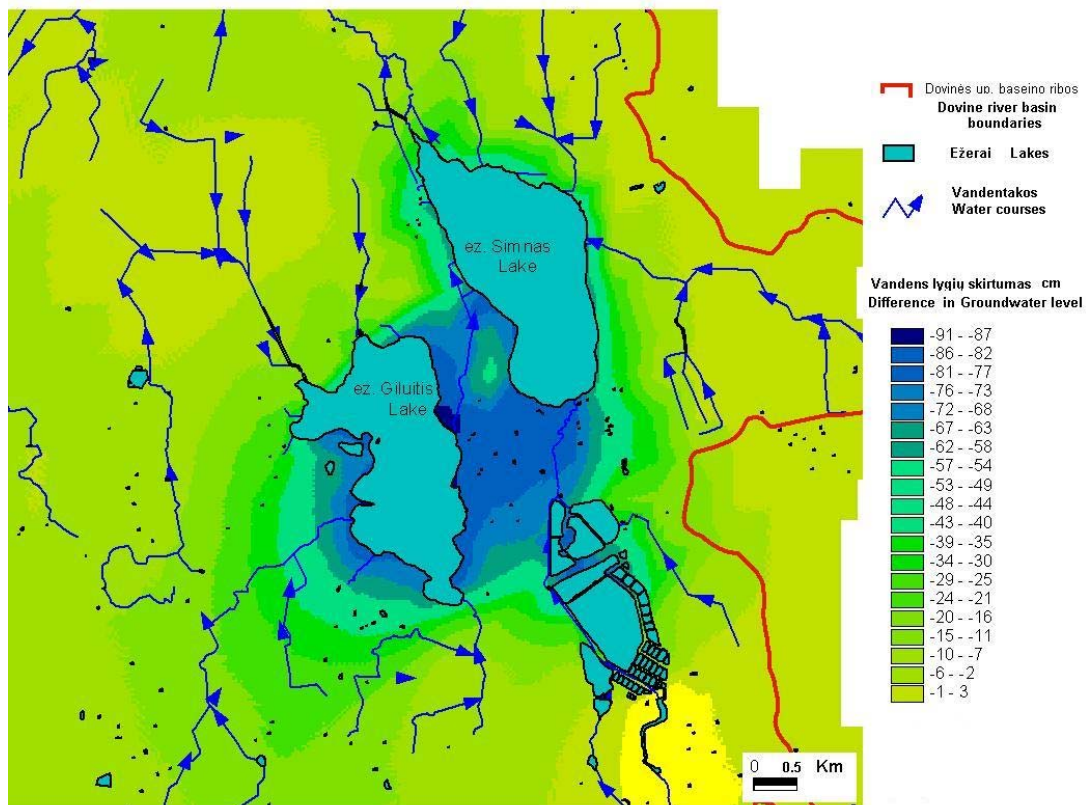 ež. Simnas
Lake
ež. Giluitis
Lake
Dovinės up. baseino ribos
Dovine river basin
boundaries
Ežerai Lakes
Vandentakos
Water courses
Vandens lygių skirtumas cm
Difference in Groundwater level
-91 - -87
-86 - -82
-81 - -77
-76 - -73
-72 - -68
-67 - -63
-62 - -58
-57 - -54
-53 - -49
-48 - -44
-43 - -40
-39 - -35
-34 - -30
-29 - -25
-24 - -21
-20 - -16
-15 - -11
-10 - -7
-6 - -2
-1 - 3
0 0.5 Km